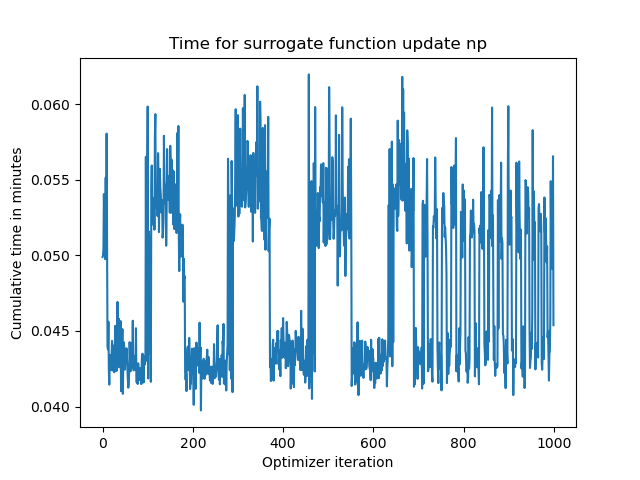 Time for surrogate function update np
0.060
0.055
0.050
0.045
0.040
Cumulative time in minutes
0 200 400 600 800 1000
Optimizer iteration